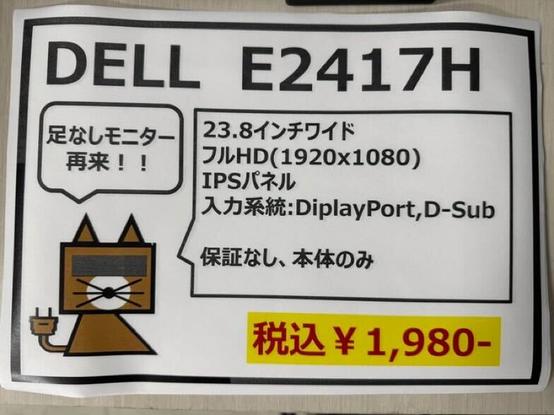 DELL E2417H
足なしモニター
再来！！
23.8インチワイド
フルHD(1920x1080)
IPSパネル
入力系統:DiplayPort,D-Sub
保証なし、本体のみ
税込￥1,980-